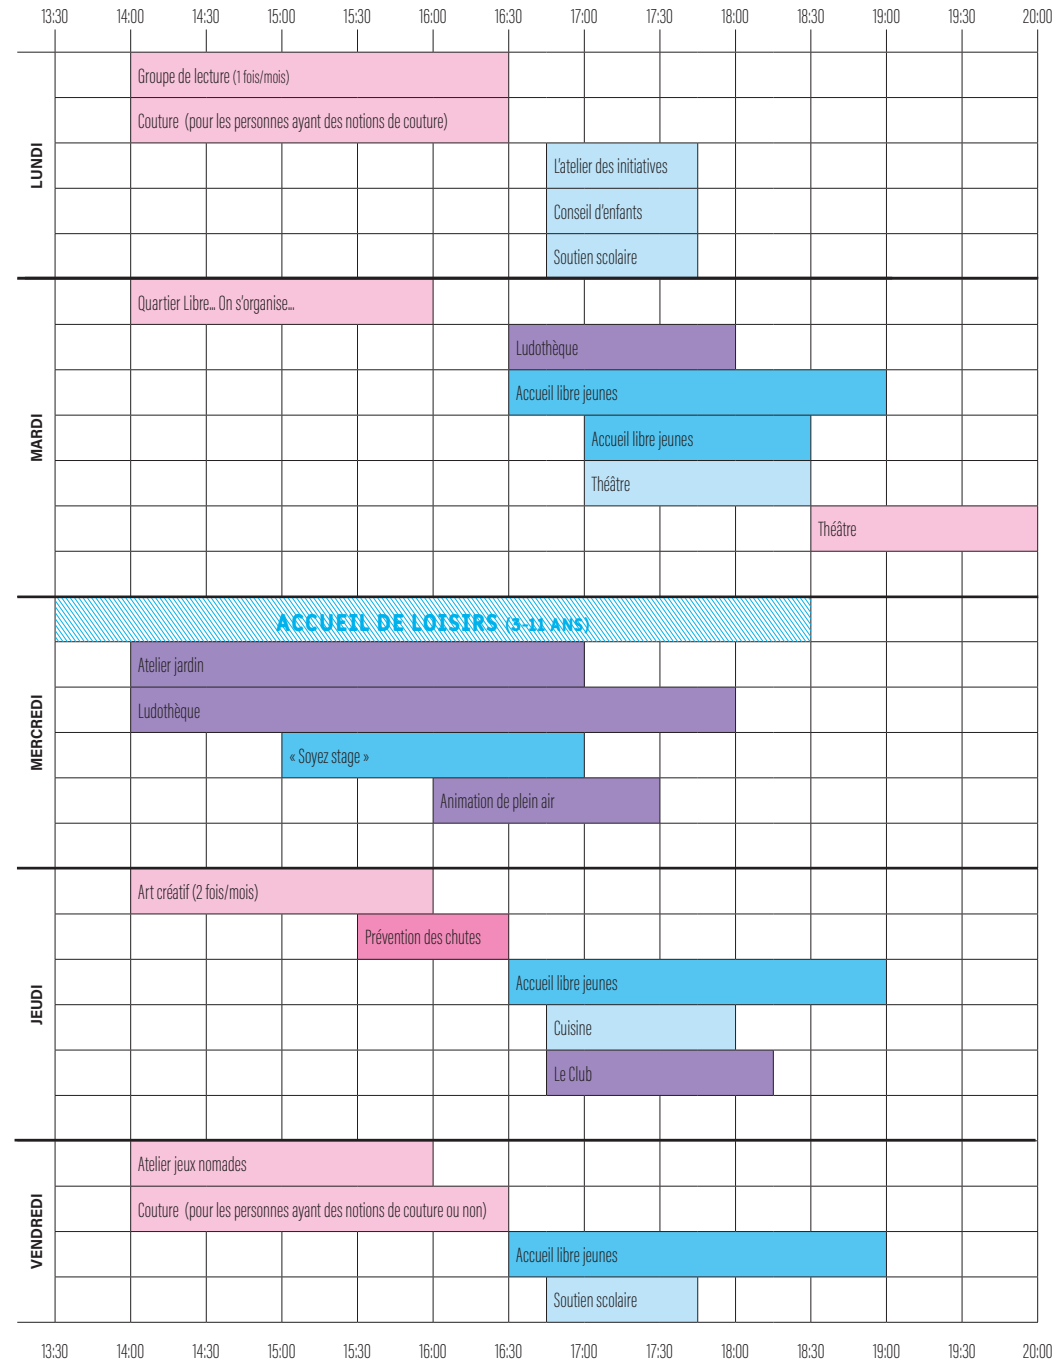 13:30 14:00 14:30 15:00 15:30 16:00 16:30 17:00 17:30 18:00 18:30 19:00 19:30 20:00
LUNDI
Groupe de lecture (1 fois/mois)
Couture (pour les personnes ayant des notions de couture)
L'atelier des initiatives
Conseil d'enfants
Soutien scolaire
MARDI
Quartier Libre... On s'organise...
Ludothèque
Accueil libre jeunes
Accueil libre jeunes
Théâtre
Théâtre
MERCREDI
ACCUEIL DE LOISIRS (3-11 ANS)
Atelier jardin
Ludothèque
« Soyez stage »
Animation de plein air
JEUDI
Art créatif (2 fois/mois)
Prévention des chutes
Accueil libre jeunes
Cuisine
Le Club
VENDREDI
Atelier jeux nomades
Couture (pour les personnes ayant des notions de couture ou non)
Accueil libre jeunes
Soutien scolaire
13:30 14:00 14:30 15:00 15:30 16:00 16:30 17:00 17:30 18:00 18:30 19:00 19:30 20:00